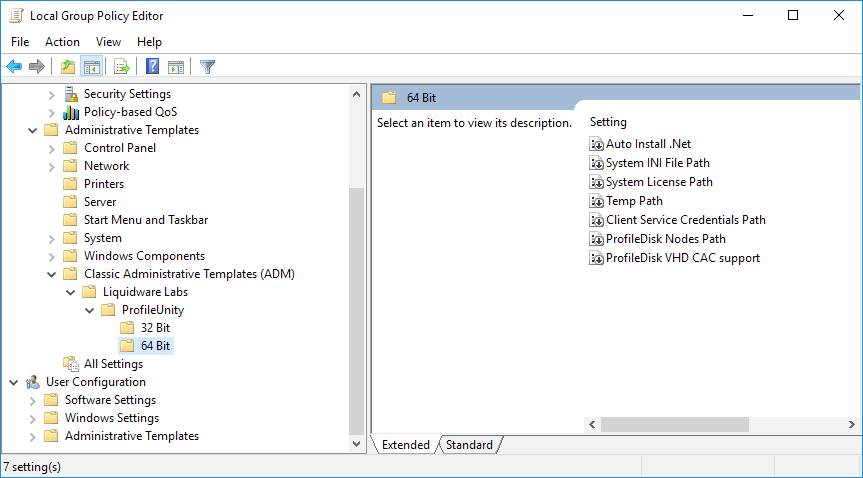 Local Group Policy Editor
File Action View Help
Security Settings
Policy-based QoS
Administrative Templates
Control Panel
Network
Printers
Server
Start Menu and Taskbar
System
Windows Components
Classic Administrative Templates (ADM)
Liquidware Labs
ProfileUnity
32 Bit
64 Bit
All Settings
User Configuration
Software Settings
Windows Settings
Administrative Templates
64 Bit
Select an item to view its description.
Setting
Auto Install .Net
System INI File Path
System License Path
Temp Path
Client Service Credentials Path
ProfileDisk Nodes Path
ProfileDisk VHD CAC support
Extended Standard
7 setting(s)